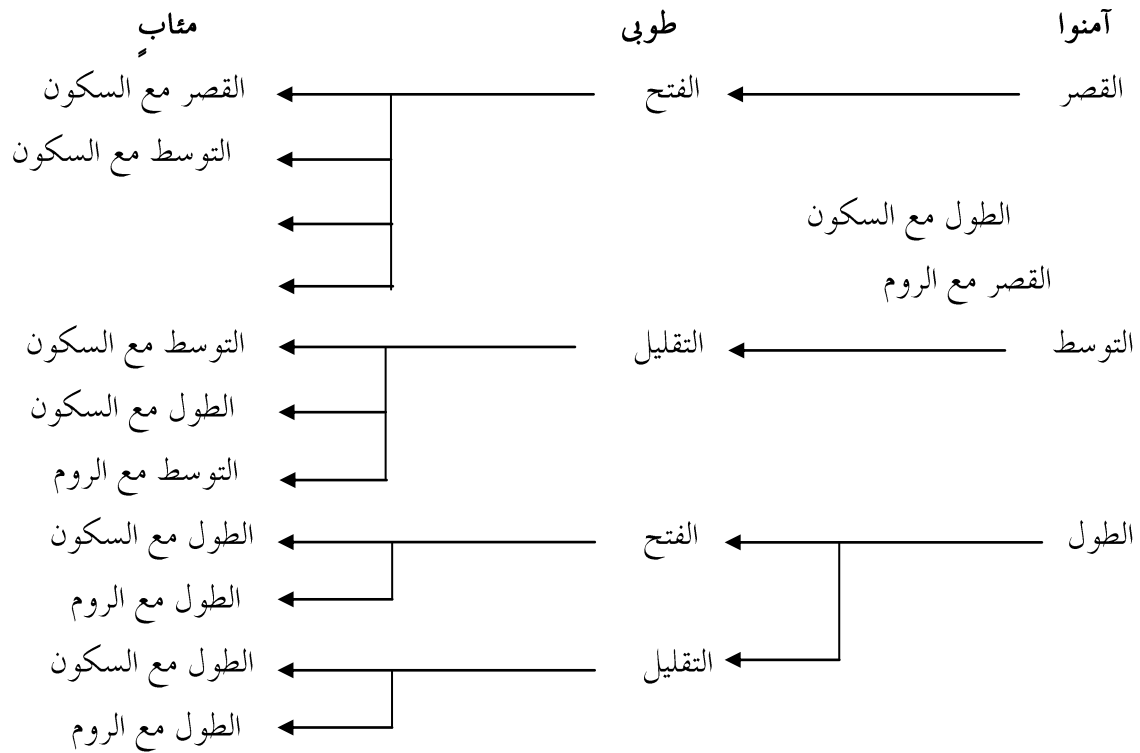 آمنوا طوبى مئابٍ
القصر الفتح القصر مع السكون
التوسط مع السكون
الطول مع السكون
القصر مع الروم
التوسط التقليل التوسط مع السكون
الطول مع السكون
التوسط مع الروم
الطول الفتح الطول مع السكون
الطول مع الروم
التقليل الطول مع السكون
الطول مع الروم